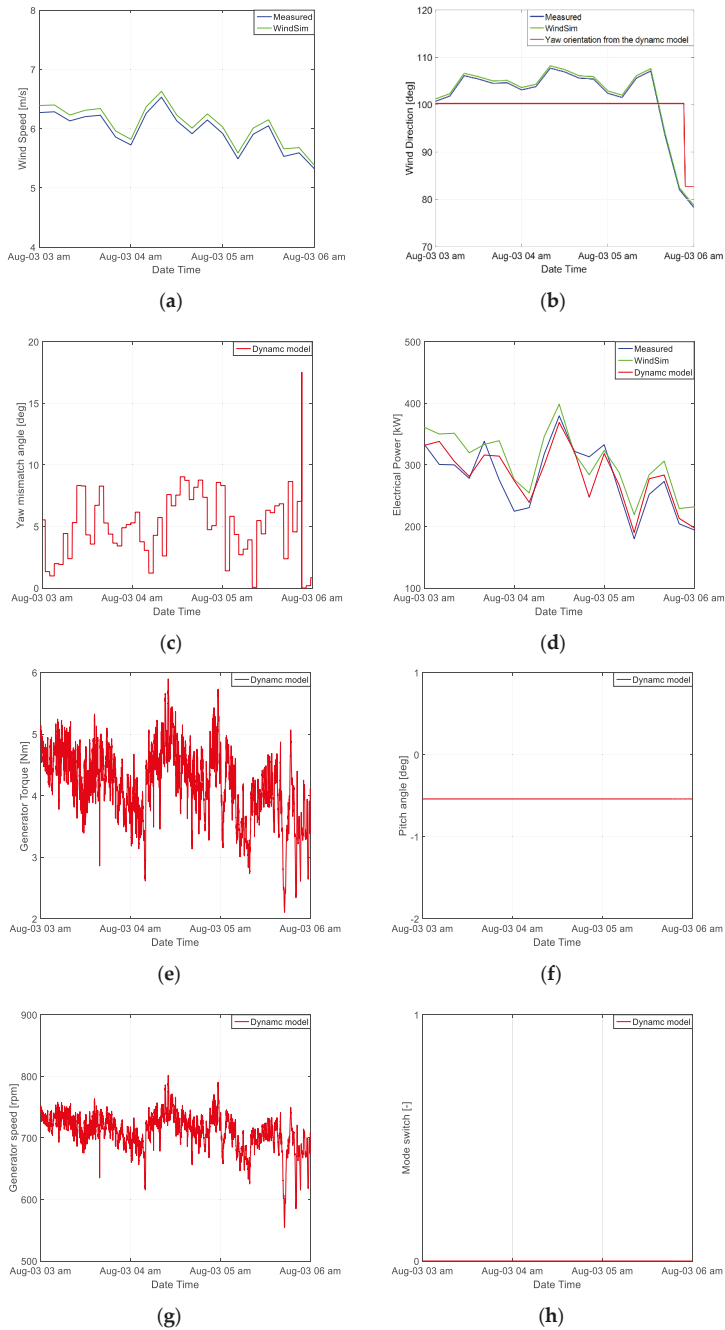 8
Measured
WindSim
7
Wind Speed [m/s]
6
5
4
Aug-03 03 am
Aug-03 04 am
Aug-03 05 am
Aug-03 06 am
Date Time
(a)
120
Measured
WindSim
Yaw orientation from the dynamc model
110
Wind Direction [deg]
100
90
80
70
Aug-03 03 am
Aug-03 04 am
Aug-03 05 am
Aug-03 06 am
Date Time
(b)
20
Dynamc model
15
Yaw mismatch angle [deg]
10
5
0
Aug-03 03 am
Aug-03 04 am
Aug-03 05 am
Aug-03 06 am
Date Time
(c)
500
Measured
WindSim
Dynamc model
400
Electrical Power [kW]
300
200
100
Aug-03 03 am
Aug-03 04 am
Aug-03 05 am
Aug-03 06 am
Date Time
(d)
6
Dynamc model
5
Generator Torque [Nm]
4
3
2
Aug-03 03 am
Aug-03 04 am
Aug-03 05 am
Aug-03 06 am
Date Time
(e)
1
Dynamc model
0
Pitch angle [deg]
-1
-2
Aug-03 03 am
Aug-03 04 am
Aug-03 05 am
Aug-03 06 am
Date Time
(f)
900
Dynamc model
800
Generator speed [rpm]
700
600
500
Aug-03 03 am
Aug-03 04 am
Aug-03 05 am
Aug-03 06 am
Date Time
(g)
1
Dynamc model
Mode switch [-]
0
Aug-03 03 am
Aug-03 04 am
Aug-03 05 am
Aug-03 06 am
Date Time
(h)